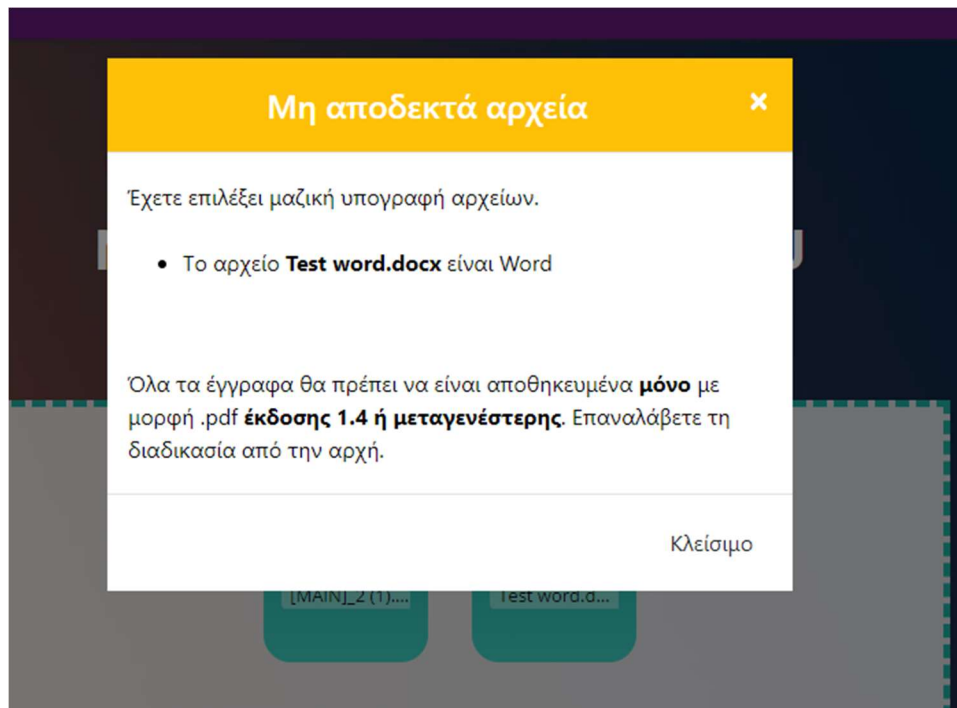 Μη αποδεκτά αρχεία ×
Έχετε επιλέξει μαζική υπογραφή αρχείων.
• Το αρχείο Test word.docx είναι Word
Όλα τα έγγραφα θα πρέπει να είναι αποθηκευμένα μόνο με
μορφή .pdf έκδοσης 1.4 ή μεταγενέστερης. Επαναλάβετε τη
διαδικασία από την αρχή.
Κλείσιμο
[MAIN]_2 (1)....
Test word.d...